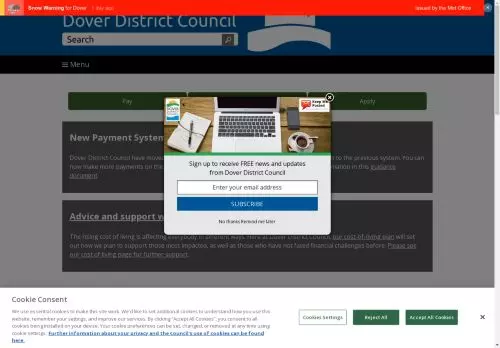 Snow Warning for Dover 1 day ago Issued by the Met Office
Dover District Council
Search
≡ Menu
Pay
Apply
New Payment System
Dover District Council have moved
to the previous system. You can
now make more payments on this
in this guidance
document
Keep Me
Posted
Sign up to receive FREE news and updates
from Dover District Council
Enter your email address
SUBSCRIBE
No thanks Remind me later
Advice and support w
The rising cost of living is affecting everybody in different ways. Here at Dover District Council, our cost-of-living plan will set
out how we plan to support those most impacted, as well as those who have not faced financial challenges before. Please see
our cost of living page for further support.
Cookie Consent
We use essential cookies to make this site work. We'd like to set additional cookies to understand how you use this
website, remember your settings, and improve our services. By clicking "Accept All Cookies", you consent to all
cookies being installed on your device. Your cookie preferences can be set, changed, or removed at any time using
cookie settings. Further information about your privacy and the council's use of cookies can be found
here.
Cookies Settings
Reject All
Accept All Cookies